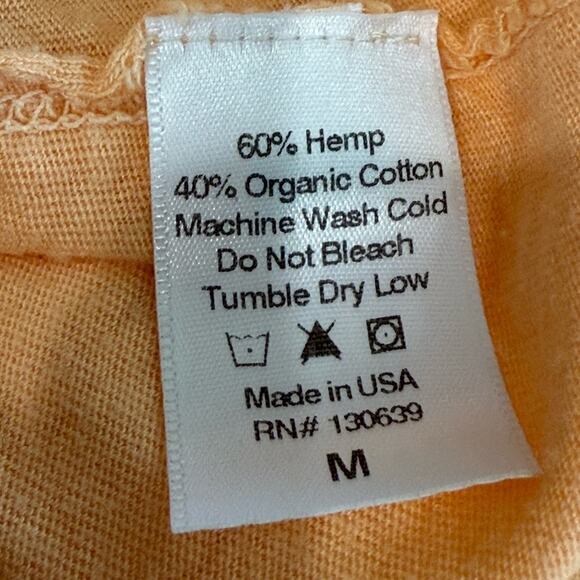 60% Hemp
40% Organic Cotton
Machine Wash Cold
Do Not Bleach
Tumble Dry Low
Made in USA
RN# 130639
M